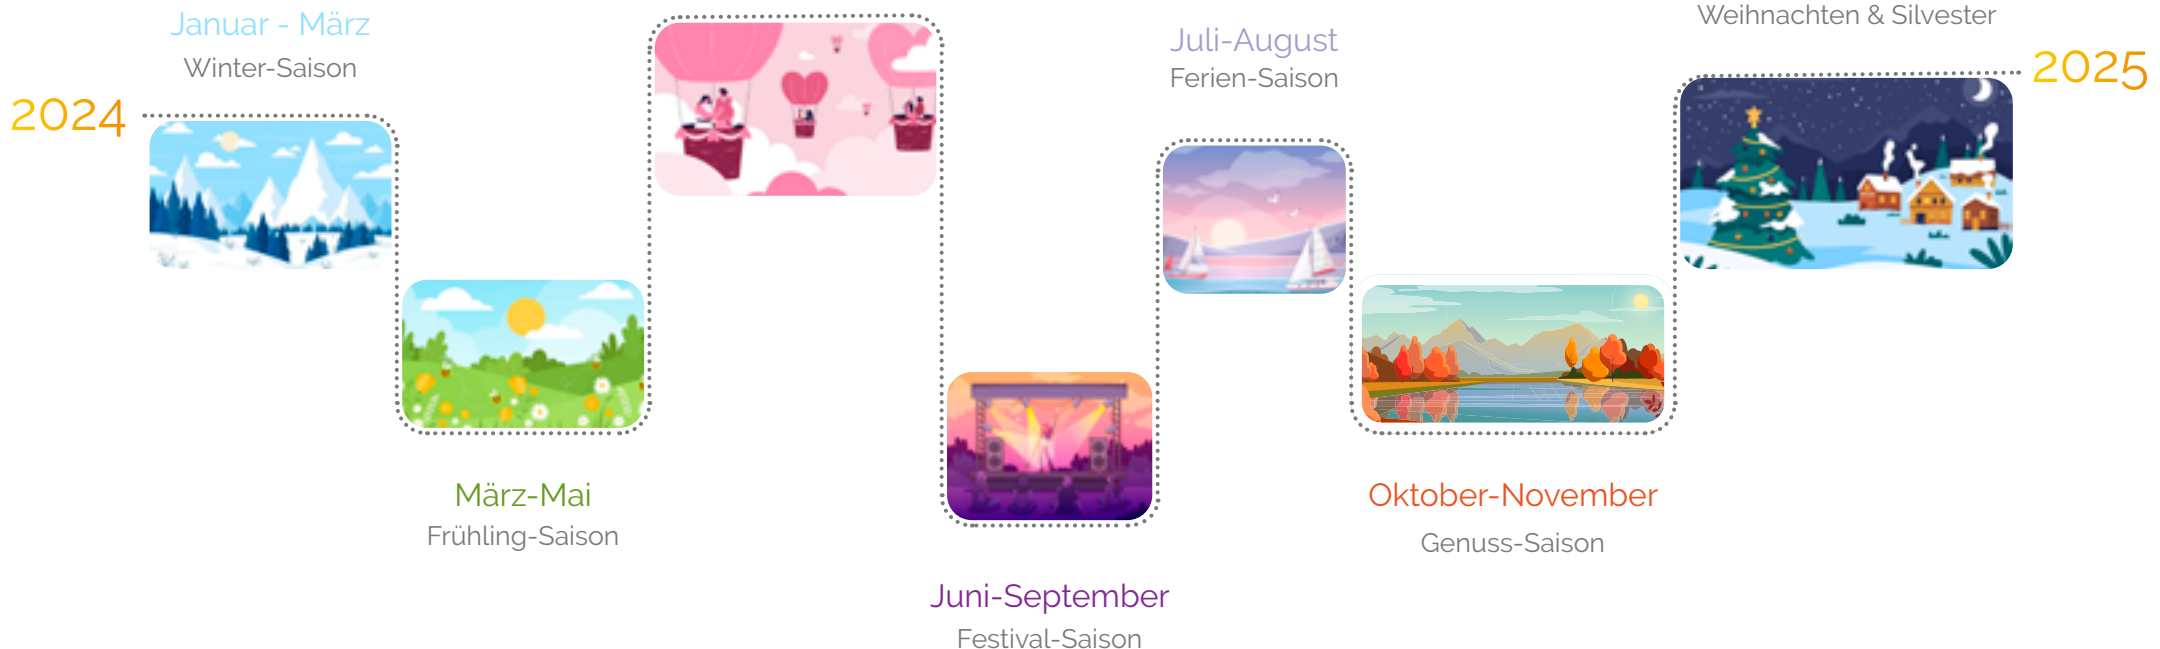 2024
Januar - März
Winter-Saison
März-Mai
Frühling-Saison
Juni-September
Festival-Saison
Juli-August
Ferien-Saison
Oktober-November
Genuss-Saison
Weihnachten & Silvester
2025